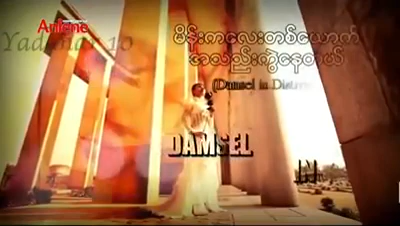 Arlene
Yadanar 10
မိန်းကလေးတစ်ယောက်
အသည်းကွဲနေတယ်
(Damsel in Distress
DAMSEL
IN